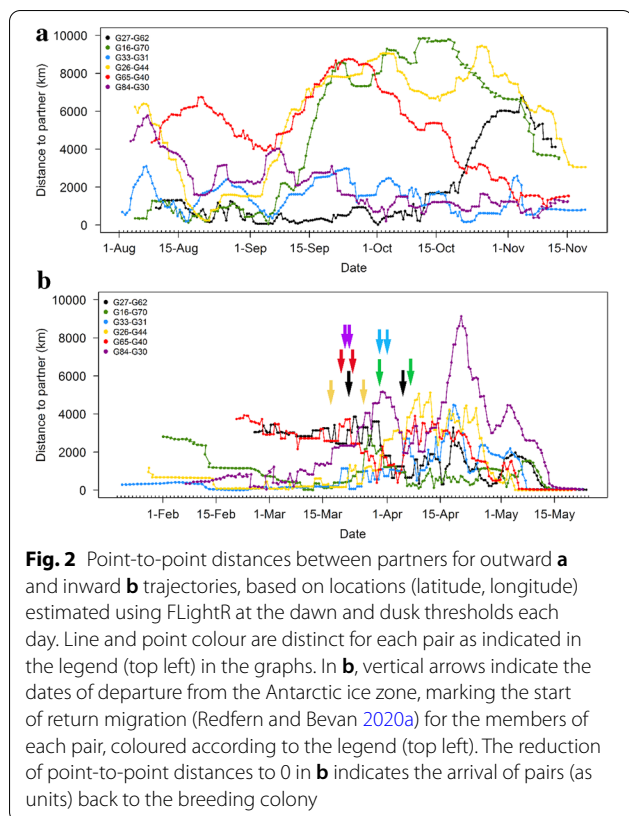 a
10000
8000
6000
4000
2000
0
Distance to partner (km)
G27-G62
G16-G70
G33-G31
G26-G44
G65-G40
G84-G30
1-Aug 15-Aug 1-Sep 15-Sep 1-Oct 15-Oct 1-Nov 15-Nov
Date
b
10000
8000
6000
4000
2000
0
Distance to partner (km)
G27-G62
G16-G70
G33-G31
G26-G44
G65-G40
G84-G30
1-Feb 15-Feb 1-Mar 15-Mar 1-Apr 15-Apr 1-May 15-May
Date
Fig. 2 Point-to-point distances between partners for outward a
and inward b trajectories, based on locations (latitude, longitude)
estimated using FLightR at the dawn and dusk thresholds each
day. Line and point colour are distinct for each pair as indicated in
the legend (top left) in the graphs. In b, vertical arrows indicate the
dates of departure from the Antarctic ice zone, marking the start
of return migration (Redfern and Bevan 2020a) for the members of
each pair, coloured according to the legend (top left). The reduction
of point-to-point distances to 0 in b indicates the arrival of pairs (as
units) back to the breeding colony